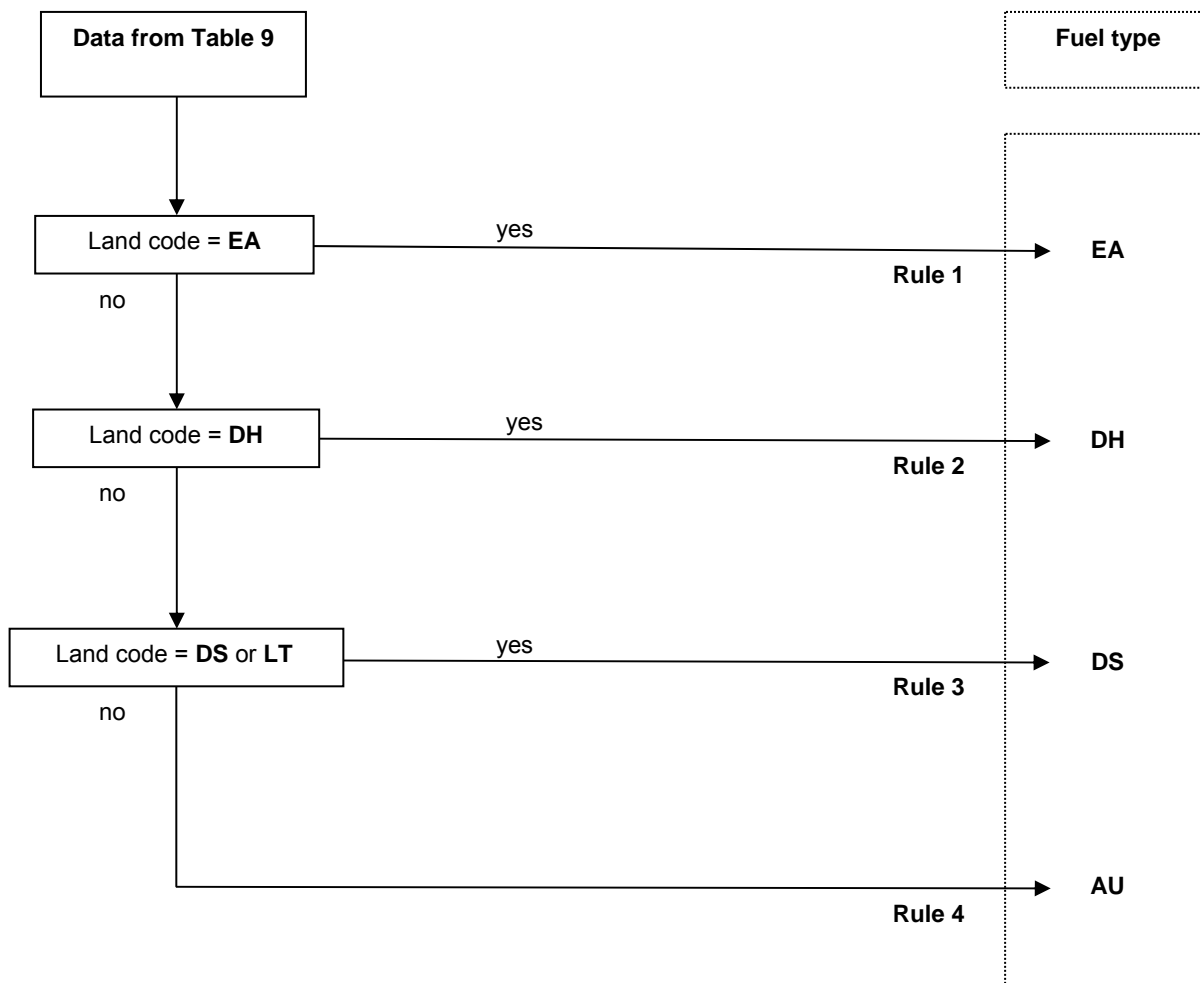 Data from Table 9
Fuel type
Land code = EA
yes
Rule 1
EA
no
Land code = DH
yes
Rule 2
DH
no
Land code = DS or LT
yes
Rule 3
DS
no
Rule 4
AU